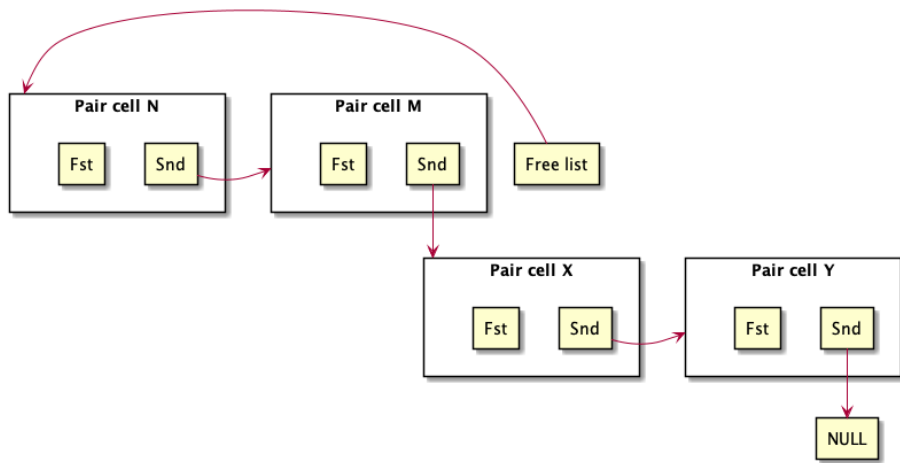 Pair cell N
Fst
Snd
Pair cell M
Fst
Snd
Free list
Pair cell X
Fst
Snd
Pair cell Y
Fst
Snd
NULL